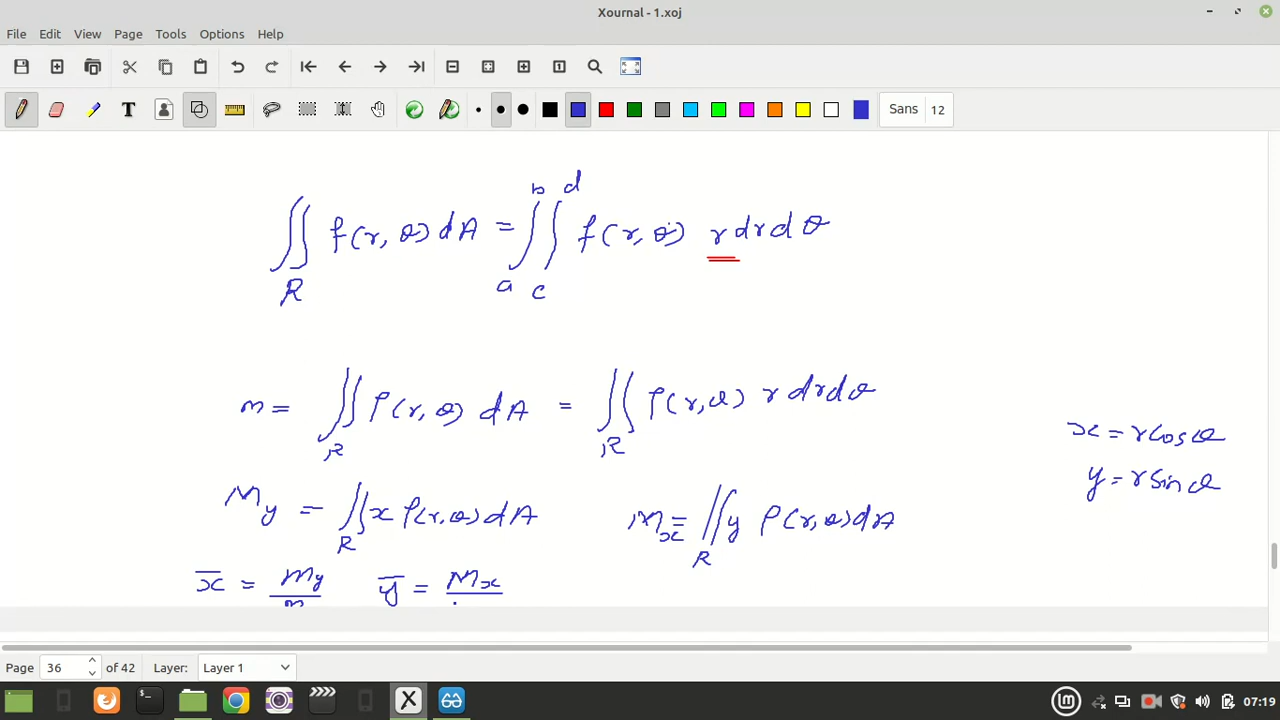 Xournal - 1.xoj
File Edit View Page Tools Options Help
Sans 12
∬_R f(r, θ) dA = ∫_a^b ∫_c^d f(r, θ) r dr dθ
m = ∬_R ρ(r, θ) dA = ∬_R ρ(r, θ) r dr dθ
x = r cos θ
y = r sin θ
M_y = ∬_R x ρ(r, θ) dA M_x = ∬_R y ρ(r, θ) dA
x̄ = M_y / m ȳ = M_x
Page 36 of 42 Layer: Layer 1
07:19